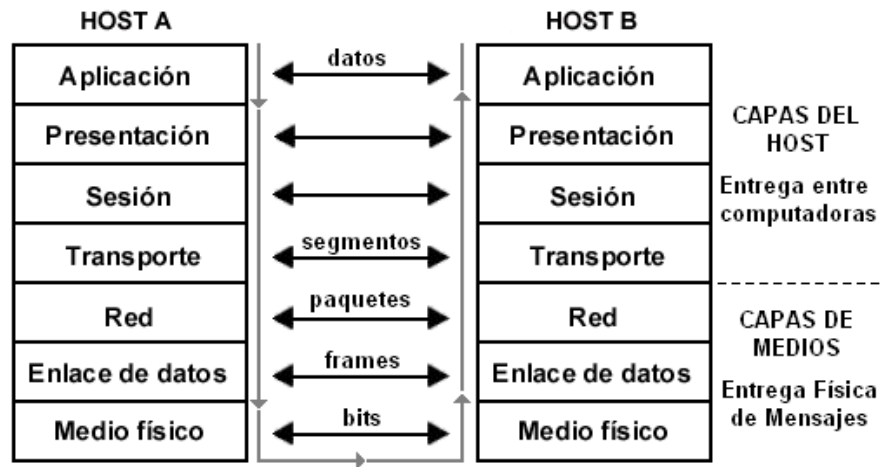 HOST A
HOST B
Aplicación
datos
Aplicación
Presentación
Presentación
CAPAS DEL
HOST
Sesión
Sesión
Entrega entre
computadoras
Transporte
segmentos
Transporte
Red
paquetes
Red
CAPAS DE
MEDIOS
Enlace de datos
frames
Enlace de datos
Entrega Física
de Mensajes
Medio físico
bits
Medio físico